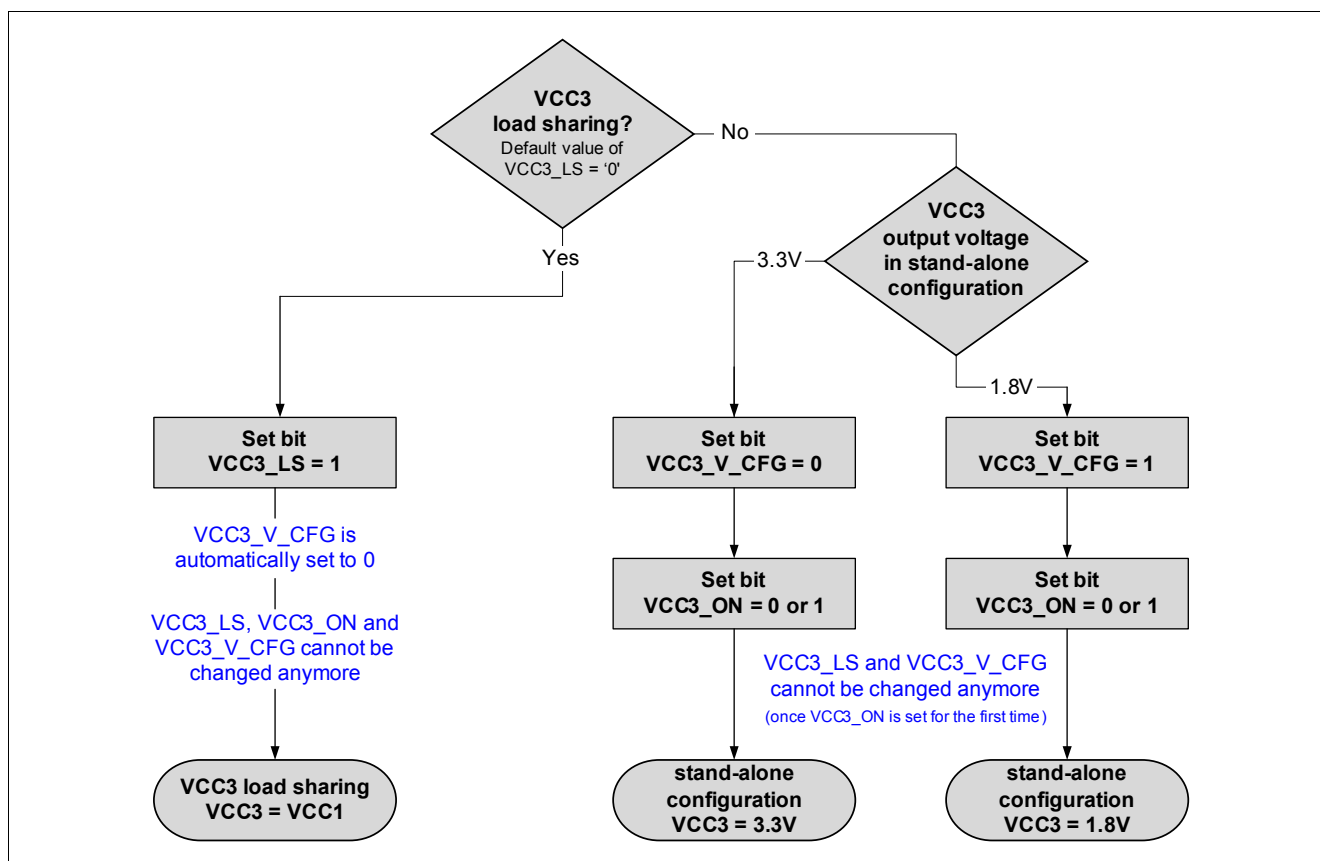 VCC3
load sharing?
Default value of
VCC3_LS = ‘0'
No
Yes
VCC3
output voltage
in stand-alone
configuration
3.3V
1.8V
Set bit
VCC3_LS = 1
Set bit
VCC3_V_CFG = 0
Set bit
VCC3_V_CFG = 1
VCC3_V_CFG is
automatically set to 0
Set bit
VCC3_ON = 0 or 1
Set bit
VCC3_ON = 0 or 1
VCC3_LS, VCC3_ON and
VCC3_V_CFG cannot be
changed anymore
VCC3_LS and VCC3_V_CFG
cannot be changed anymore
(once VCC3_ON is set for the first time)
VCC3 load sharing
VCC3 = VCC1
stand-alone
configuration
VCC3 = 3.3V
stand-alone
configuration
VCC3 = 1.8V